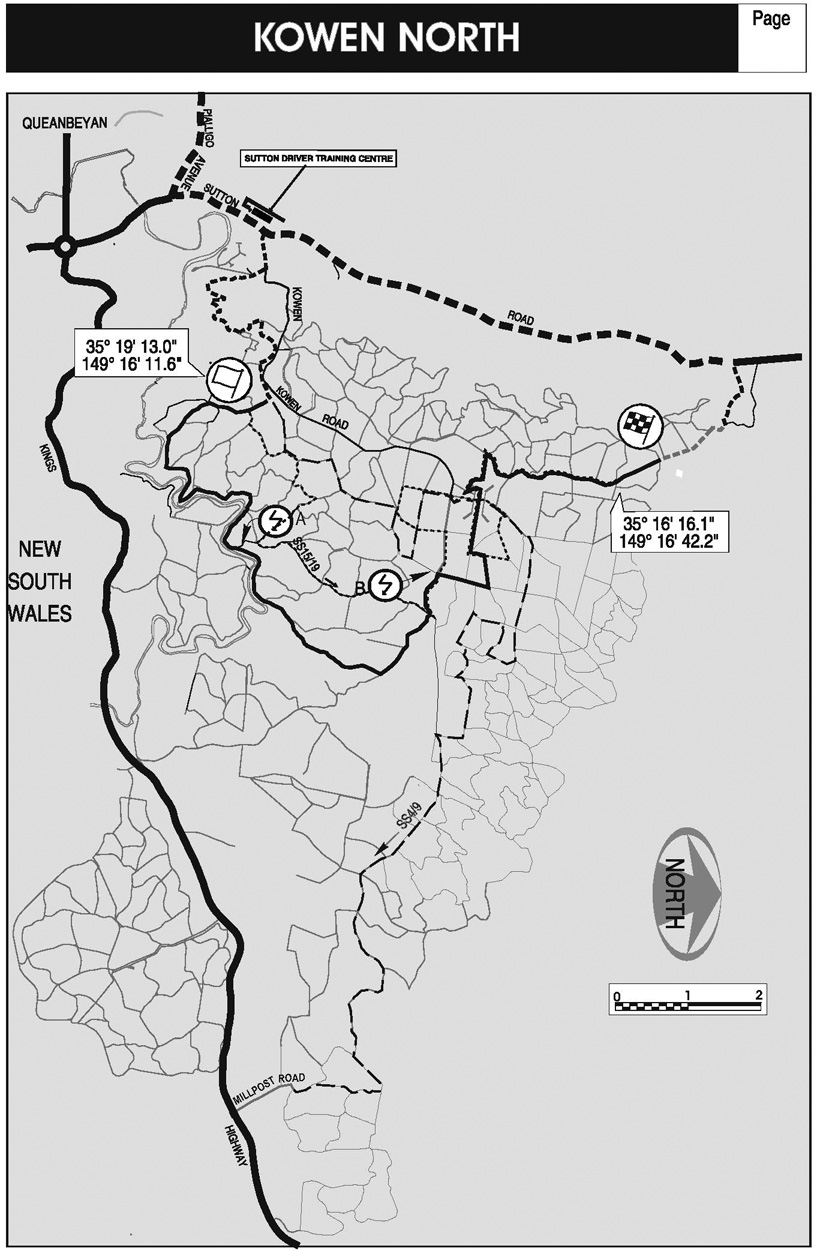 KOWEN NORTH
Page
QUEANBEYAN
PIALLIGO
AVENUE
SUTTON DRIVER TRAINING CENTRE
SUTTON
ROAD
KOWEN
35° 19' 13.0"
149° 16' 11.6"
KOWEN
ROAD
KINGS
35° 16' 16.1"
149° 16' 42.2"
A
SS15/19
B
NEW
SOUTH
WALES
SS4/9
NORTH
0 1 2
MILLPOST ROAD
HIGHWAY